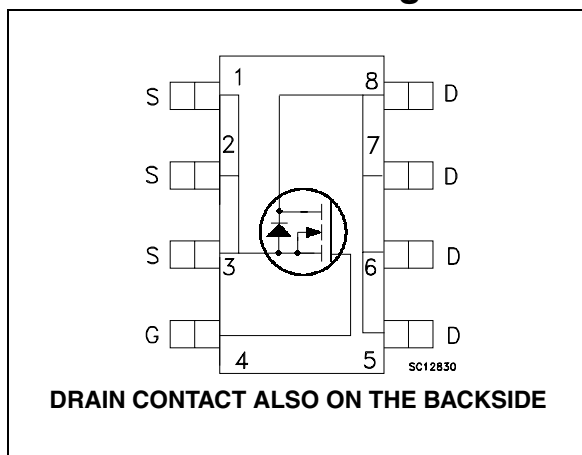 1 8
S D
2 7
S D
S D
3 6
G D
4 5
SC12830
DRAIN CONTACT ALSO ON THE BACKSIDE